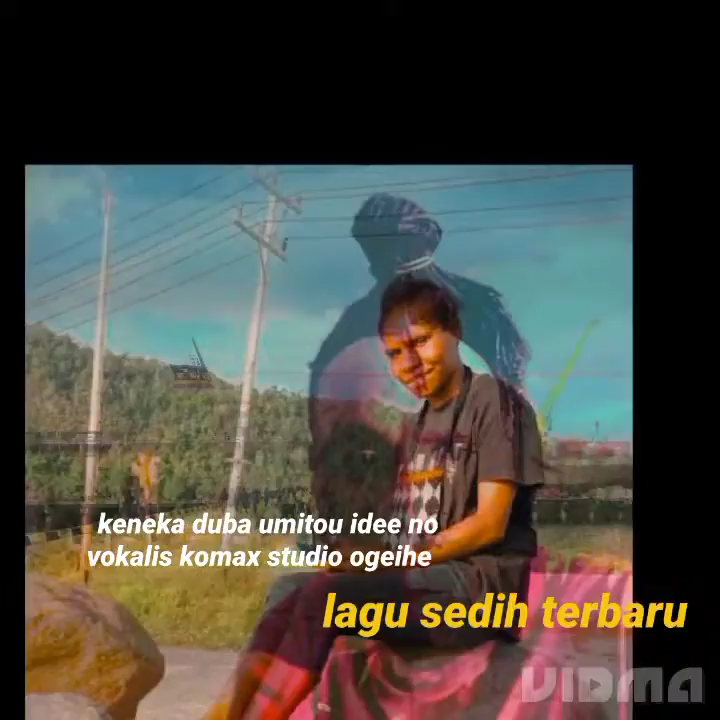 keneka duba umitou idee no
vokalis komax studio ogeihe
lagu sedih terbaru
VIDMA